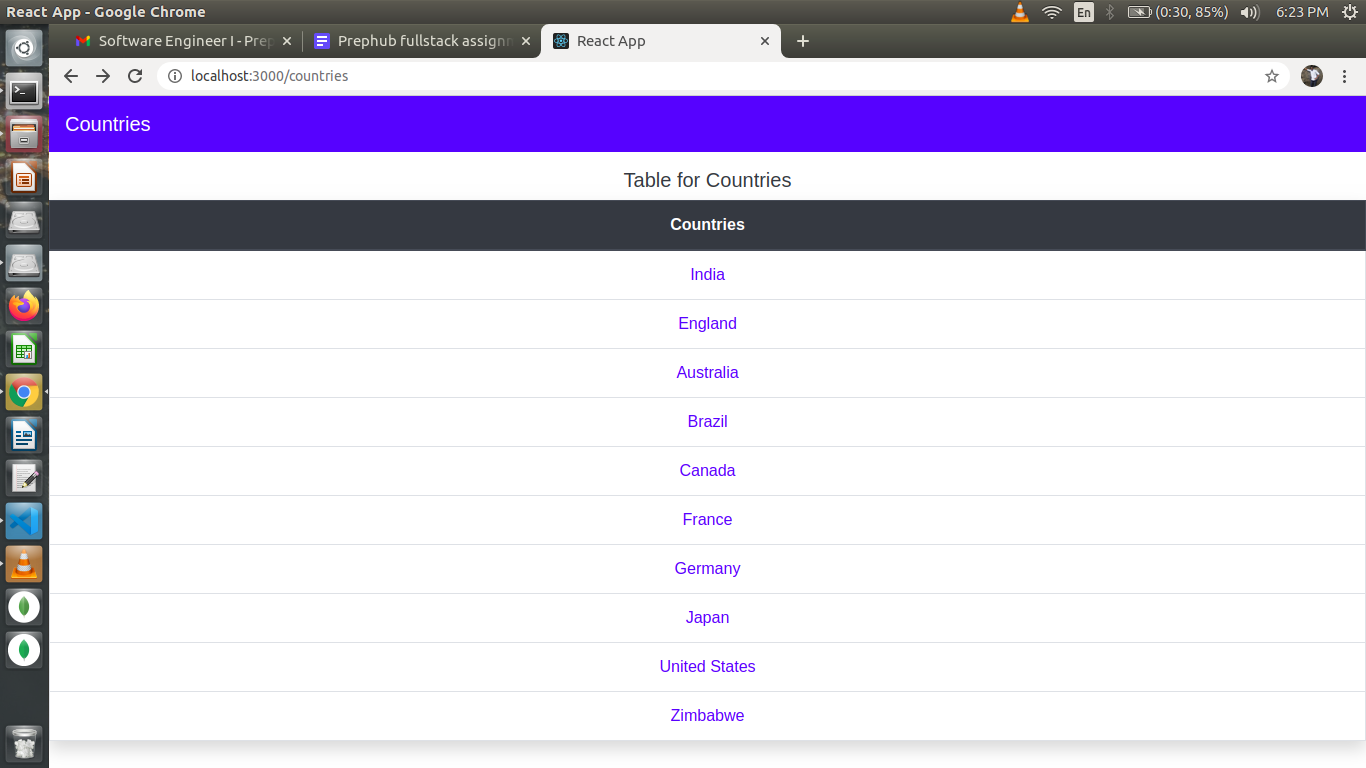 React App - Google Chrome
En
(0:30, 85%)
6:23 PM
Software Engineer I - Prep
Prephub fullstack assignm
React App
localhost:3000/countries
Countries
Table for Countries
Countries
India
England
Australia
Brazil
Canada
France
Germany
Japan
United States
Zimbabwe